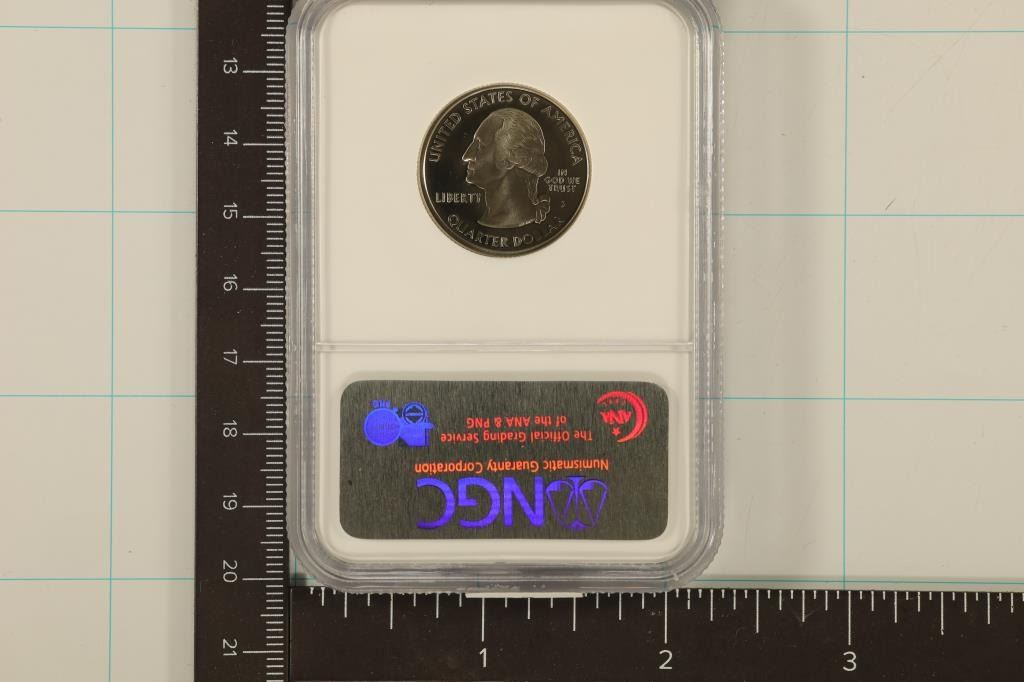 UNITED STATES OF AMERICA
IN
GOD WE
TRUST
LIBERTY
S
QUARTER DOLLAR
NGC
Numismatic Guaranty Corporation
The Official Grading Service
of the ANA & PNG
ANA
PNG
13
14
15
16
17
18
19
20
21
1
2
3